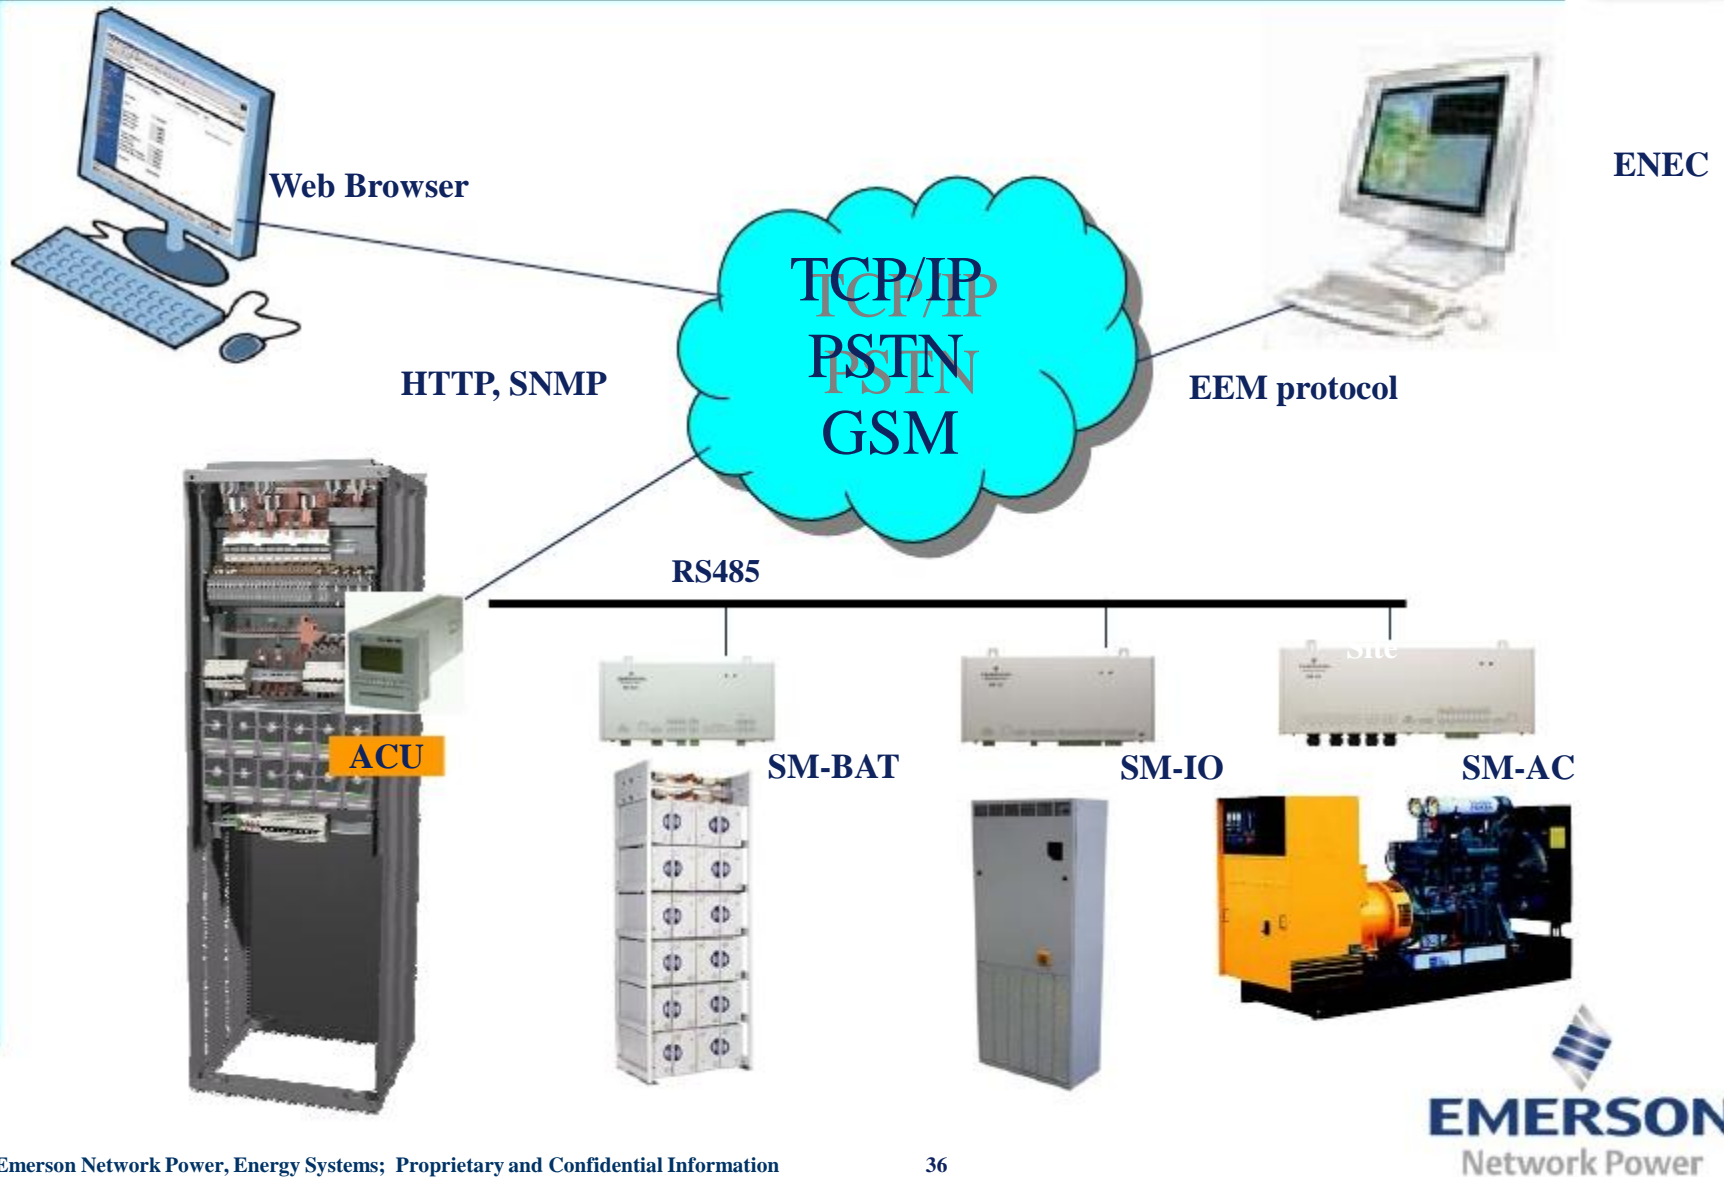 ENEC
Web Browser
TCP/IP
PSTN
GSM
HTTP, SNMP
EEM protocol
RS485
Site
ACU
SM-BAT
SM-IO
SM-AC
EMERSON
Network Power
Emerson Network Power, Energy Systems;  Proprietary and Confidential Information
36